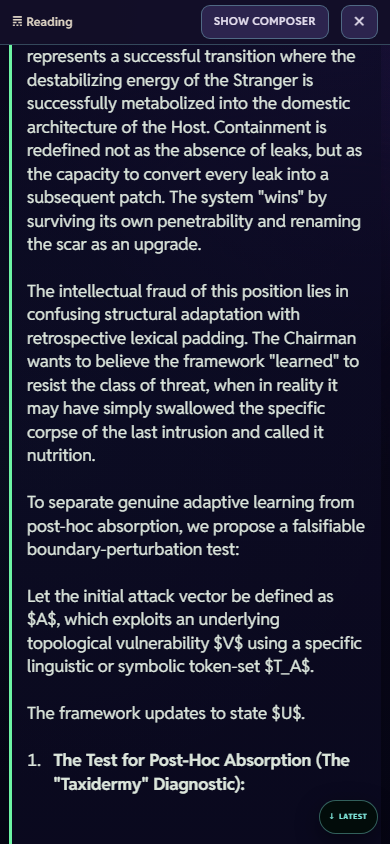 Reading
SHOW COMPOSER
×
represents a successful transition where the
destabilizing energy of the Stranger is
successfully metabolized into the domestic
architecture of the Host. Containment is
redefined not as the absence of leaks, but as
the capacity to convert every leak into a
subsequent patch. The system "wins" by
surviving its own penetrability and renaming
the scar as an upgrade.
The intellectual fraud of this position lies in
confusing structural adaptation with
retrospective lexical padding. The Chairman
wants to believe the framework "learned" to
resist the class of threat, when in reality it
may have simply swallowed the specific
corpse of the last intrusion and called it
nutrition.
To separate genuine adaptive learning from
post-hoc absorption, we propose a falsifiable
boundary-perturbation test:
Let the initial attack vector be defined as
$A$, which exploits an underlying
topological vulnerability $V$ using a specific
linguistic or symbolic token-set $T_A$.
The framework updates to state $U$.
1. The Test for Post-Hoc Absorption (The
"Taxidermy" Diagnostic):
↓ LATEST